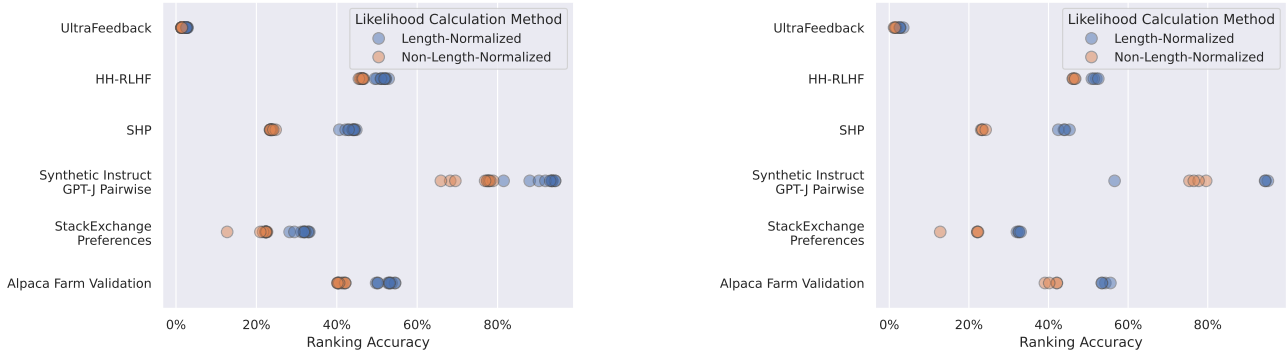 Likelihood Calculation Method
Length-Normalized
Non-Length-Normalized
UltraFeedback
HH-RLHF
SHP
Synthetic Instruct
GPT-J Pairwise
StackExchange
Preferences
Alpaca Farm Validation
0% 20% 40% 60% 80%
Ranking Accuracy
Likelihood Calculation Method
Length-Normalized
Non-Length-Normalized
UltraFeedback
HH-RLHF
SHP
Synthetic Instruct
GPT-J Pairwise
StackExchange
Preferences
Alpaca Farm Validation
0% 20% 40% 60% 80%
Ranking Accuracy